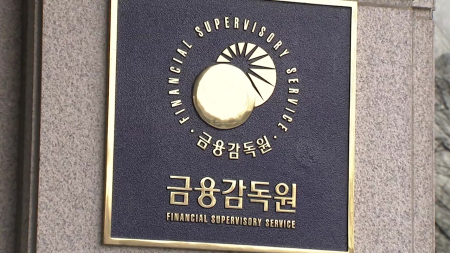 FINANCIAL SUPERVISORY SERVICE
· 금융감독원 ·
금융감독원
FINANCIAL SUPERVISORY SERVICE